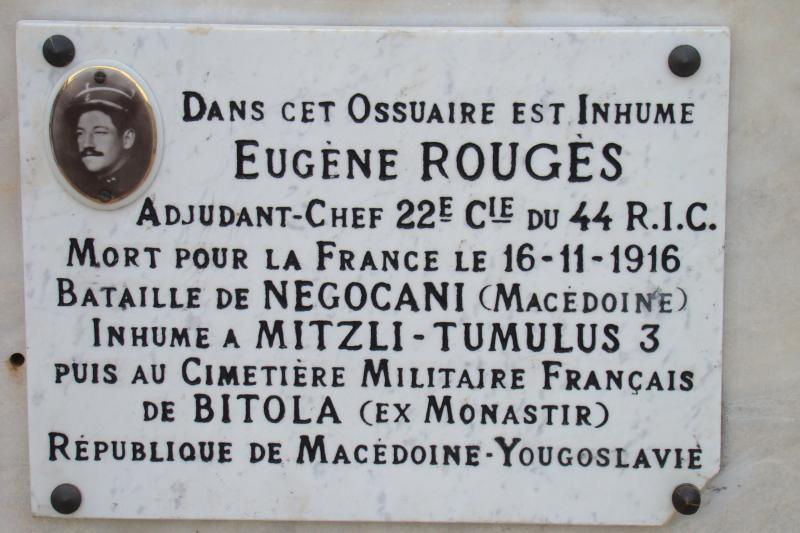 DANS CET OSSUAIRE EST INHUME
EUGÈNE ROUGÈS
ADJUDANT-CHEF 22E CIE DU 44 R.I.C.
MORT POUR LA FRANCE LE 16-11-1916
BATAILLE DE NEGOCANI (MACÉDOINE)
INHUME A MITZLI-TUMULUS 3
PUIS AU CIMETIÈRE MILITAIRE FRANÇAIS
DE BITOLA (EX MONASTIR)
RÉPUBLIQUE DE MACÉDOINE-YOUGOSLAVIE